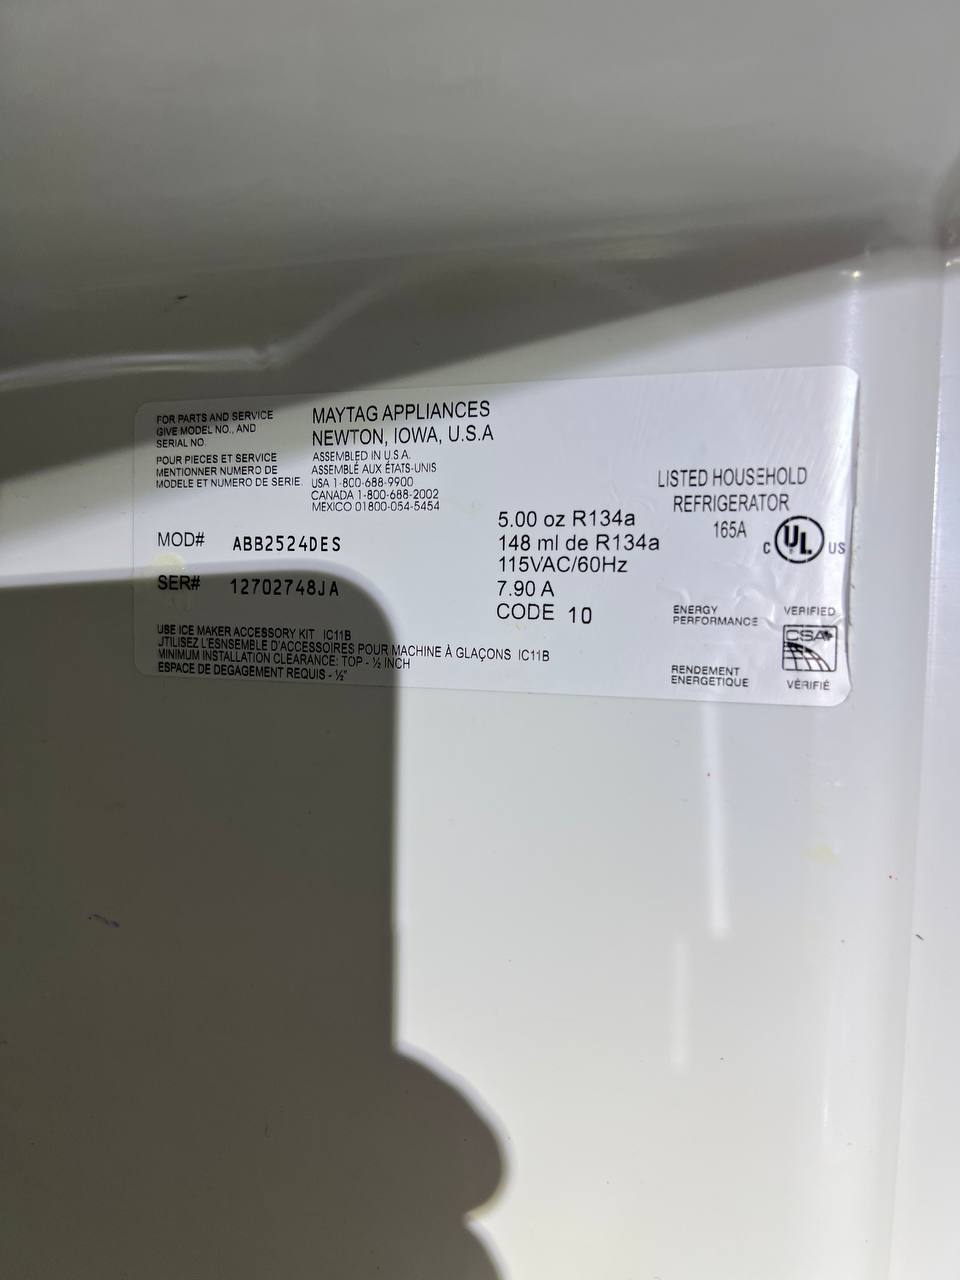 FOR PARTS AND SERVICE
GIVE MODEL NO., AND
SERIAL NO.
POUR PIECES ET SERVICE
MENTIONNER NUMERO DE
MODELE ET NUMERO DE SERIE.
MAYTAG APPLIANCES
NEWTON, IOWA, U.S.A
ASSEMBLED IN U.S.A.
ASSEMBLÉ AUX ÉTATS-UNIS
USA 1-800-688-9900
CANADA 1-800-688-2002
MEXICO 01800-054-5454
LISTED HOUSEHOLD
REFRIGERATOR
165A
C UL US
MOD# ABB2524DES
SER# 12702748JA
5.00 oz R134a
148 ml de R134a
115VAC/60Hz
7.90 A
CODE 10
USE ICE MAKER ACCESSORY KIT IC11B
JTILISEZ L'ESNSEMBLE D'ACCESSOIRES POUR MACHINE À GLAÇONS IC11B
MINIMUM INSTALLATION CLEARANCE: TOP - ½ INCH
ESPACE DE DEGAGEMENT REQUIS - ½"
ENERGY
PERFORMANCE
RENDEMENT
ENERGETIQUE
VERIFIED
CSA
VÉRIFIÉ